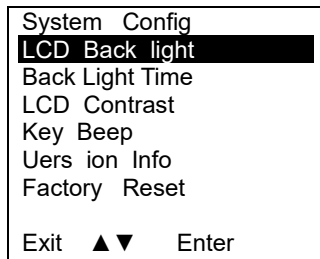 System Config
LCD Back light
Back Light Time
LCD Contrast
Key Beep
Uers ion Info
Factory Reset
Exit ▲▼ Enter